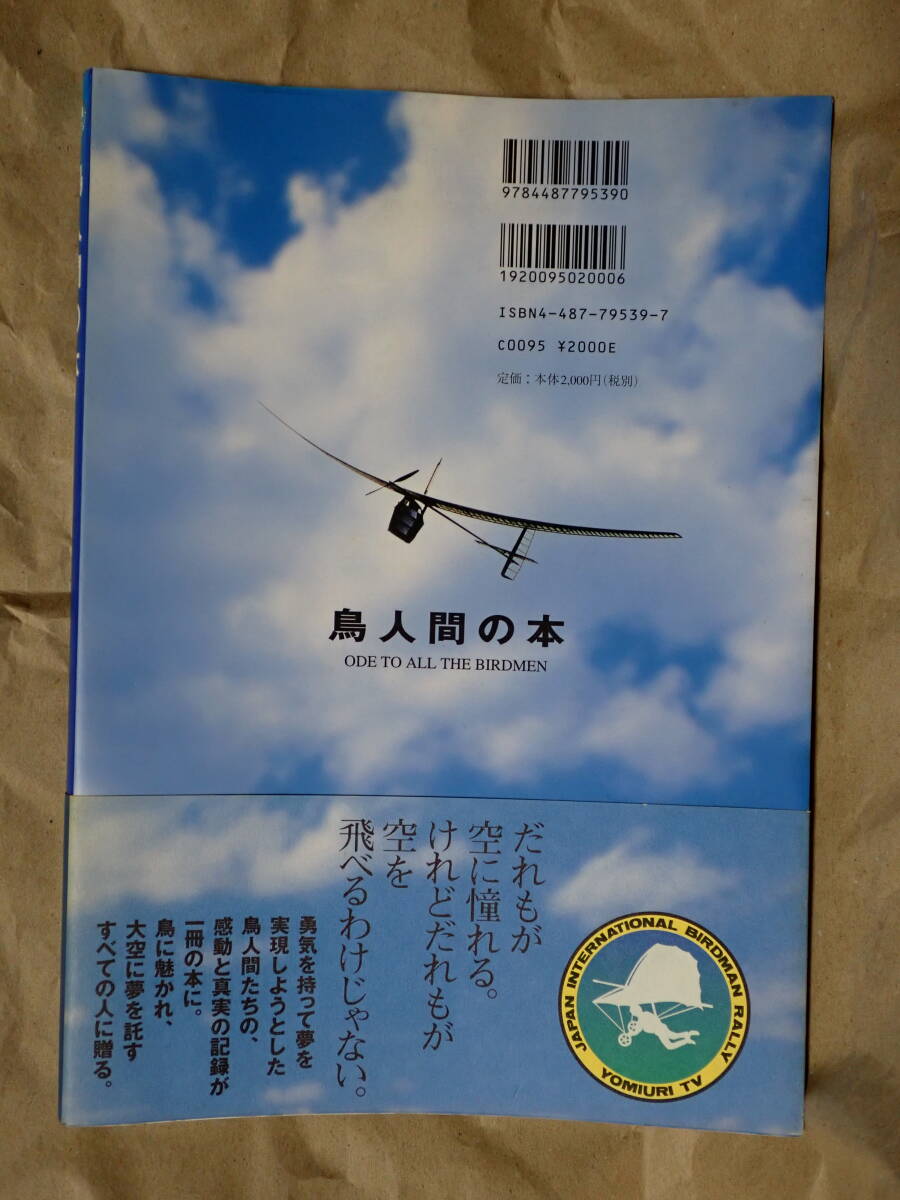 9784487795390
1920095020006
ISBN4-487-79539-7
C0095 ¥2000E
定価：本体2,000円（税別）
鳥人間の本
ODE TO ALL THE BIRDMEN
だれもが
空に憧れる。
けれどだれもが
空を
飛べるわけじゃない。
勇気を持って夢を
実現しようとした
鳥人間たちの、
感動と真実の記録が
一冊の本に。
鳥に魅かれ、
大空に夢を託す
すべての人に贈る。
JAPAN INTERNATIONAL BIRDMAN RALLY
YOMIURI TV